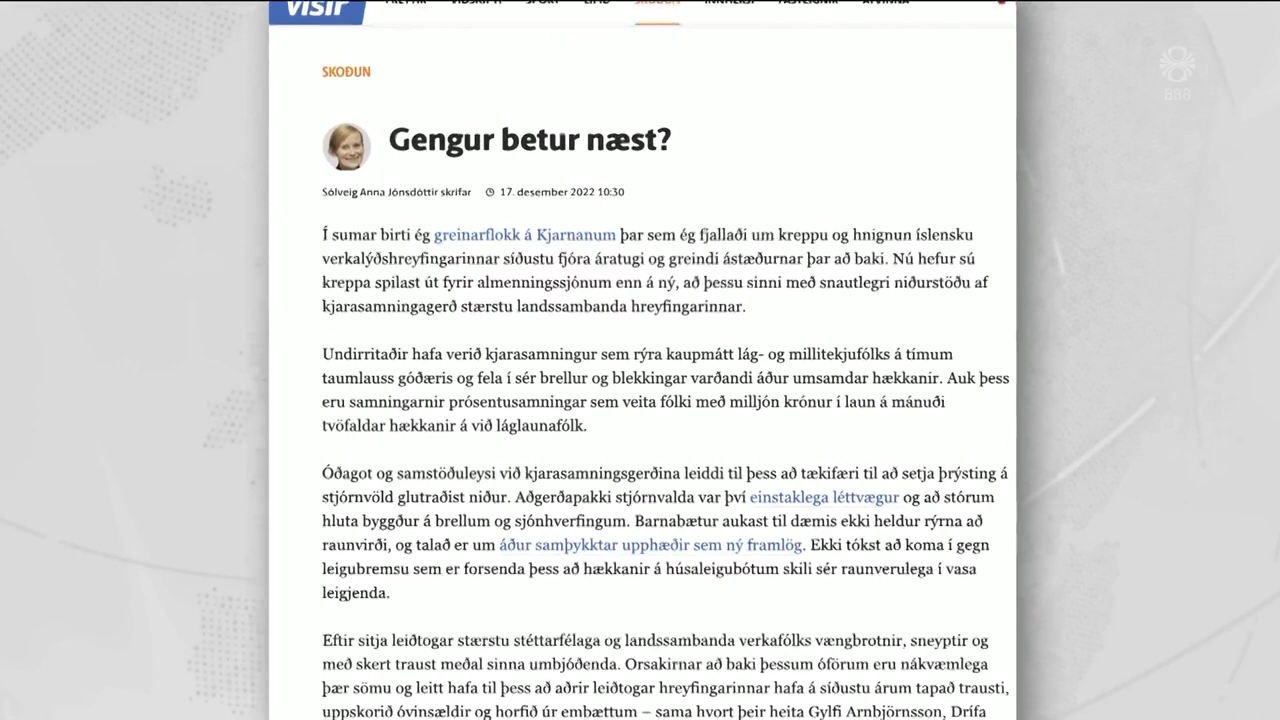 VISIR
SKOÐUN
Gengur betur næst?
Sólveig Anna Jónsdóttir skrifar 17. desember 2022 10:30
Í sumar birti ég greinarflokk á Kjarnanum þar sem ég fjallaði um kreppu og hnignun íslensku
verkalýðshreyfingarinnar síðustu fjóra áratugi og greindi ástæðurnar þar að baki. Nú hefur sú
kreppa spilast út fyrir almenningssjónum enn á ný, að þessu sinni með snautlegri niðurstöðu af
kjarasamningagerð stærstu landssambanda hreyfingarinnar.
Undirritaðir hafa verið kjarasamningur sem rýra kaupmátt lág- og millitekjufólks á tímum
taumlauss góðæris og fela í sér brellur og blekkingar varðandi áður umsamdar hækkanir. Auk þess
eru samningarnir prósentusamningar sem veita fólki með milljón krónur í laun á mánuði
tvöfaldar hækkanir á við láglaunafólk.
Óðagot og samstöðuleysi við kjarasamningsgerðina leiddi til þess að tækifæri til að setja þrýsting á
stjórnvöld glutraðist niður. Aðgerðapakki stjórnvalda var því einstaklega léttvægur og að stórum
hluta byggður á brellum og sjónhverfingum. Barnabætur aukast til dæmis ekki heldur rýrna að
raunvirði, og talað er um áður samþykktar upphæðir sem ný framlög. Ekki tókst að koma í gegn
leigubremsu sem er forsenda þess að hækkanir á húsaleigubótum skili sér raunverulega í vasa
leigjenda.
Eftir sitja leiðtogar stærstu stéttarfélaga og landssambanda verkafólks vængbrotnir, sneyptir og
með skert traust meðal sinna umbjóðenda. Orsakirnar að baki þessum óförum eru nákvæmlega
þær sömu og leitt hafa til þess að aðrir leiðtogar hreyfingarinnar hafa á síðustu árum tapað trausti,
uppskorið óvinsældir og horfið úr embættum – sama hvort þeir heita Gylfi Arnbjörnsson, Drífa